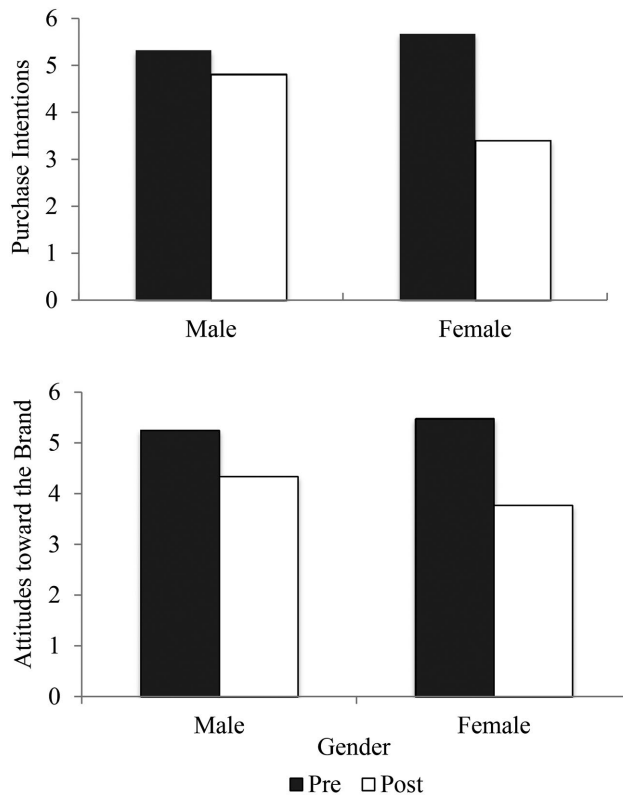 Purchase Intentions
6
5
4
3
2
1
0
Male Female
Attitudes toward the Brand
6
5
4
3
2
1
0
Male Female
Gender
Pre Post